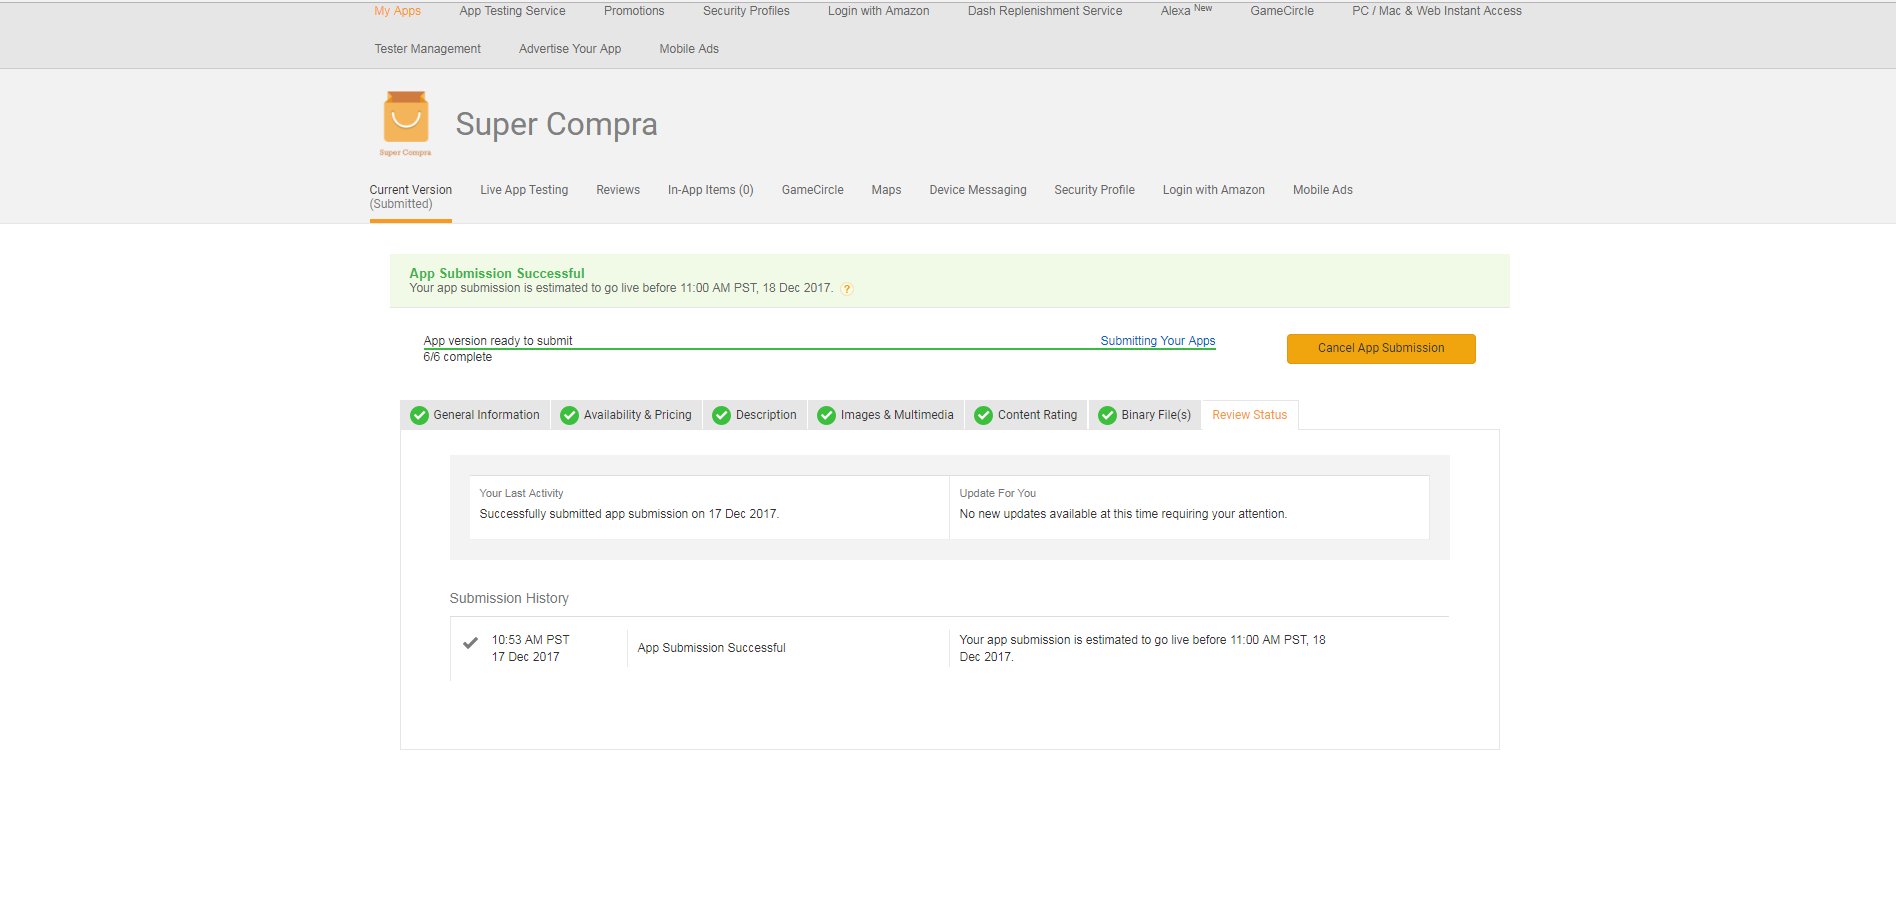 My Apps App Testing Service Promotions Security Profiles Login with Amazon Dash Replenishment Service Alexa New GameCircle PC / Mac & Web Instant Access
Tester Management Advertise Your App Mobile Ads
Super Compra
Super Compra
Current Version Live App Testing Reviews In-App Items (0) GameCircle Maps Device Messaging Security Profile Login with Amazon Mobile Ads
(Submitted)
App Submission Successful
Your app submission is estimated to go live before 11:00 AM PST, 18 Dec 2017. ?
App version ready to submit Submitting Your Apps
6/6 complete
Cancel App Submission
General Information Availability & Pricing Description Images & Multimedia Content Rating Binary File(s) Review Status
Your Last Activity
Successfully submitted app submission on 17 Dec 2017.
Update For You
No new updates available at this time requiring your attention.
Submission History
10:53 AM PST
17 Dec 2017
App Submission Successful
Your app submission is estimated to go live before 11:00 AM PST, 18
Dec 2017.